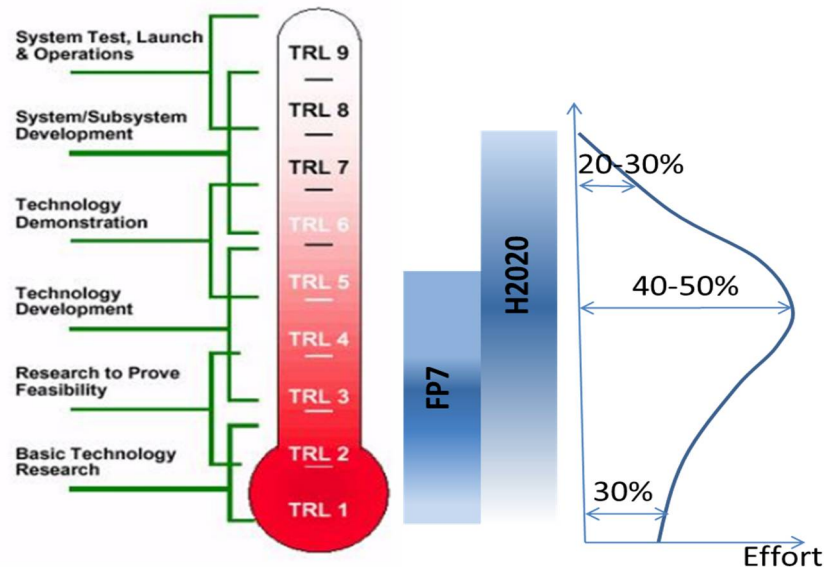 System Test, Launch
& Operations
System/Subsystem
Development
Technology
Demonstration
Technology
Development
Research to Prove
Feasibility
Basic Technology
Research
TRL 9
TRL 8
TRL 7
TRL 6
TRL 5
TRL 4
TRL 3
TRL 2
TRL 1
FP7
H2020
20-30%
40-50%
30%
Effort